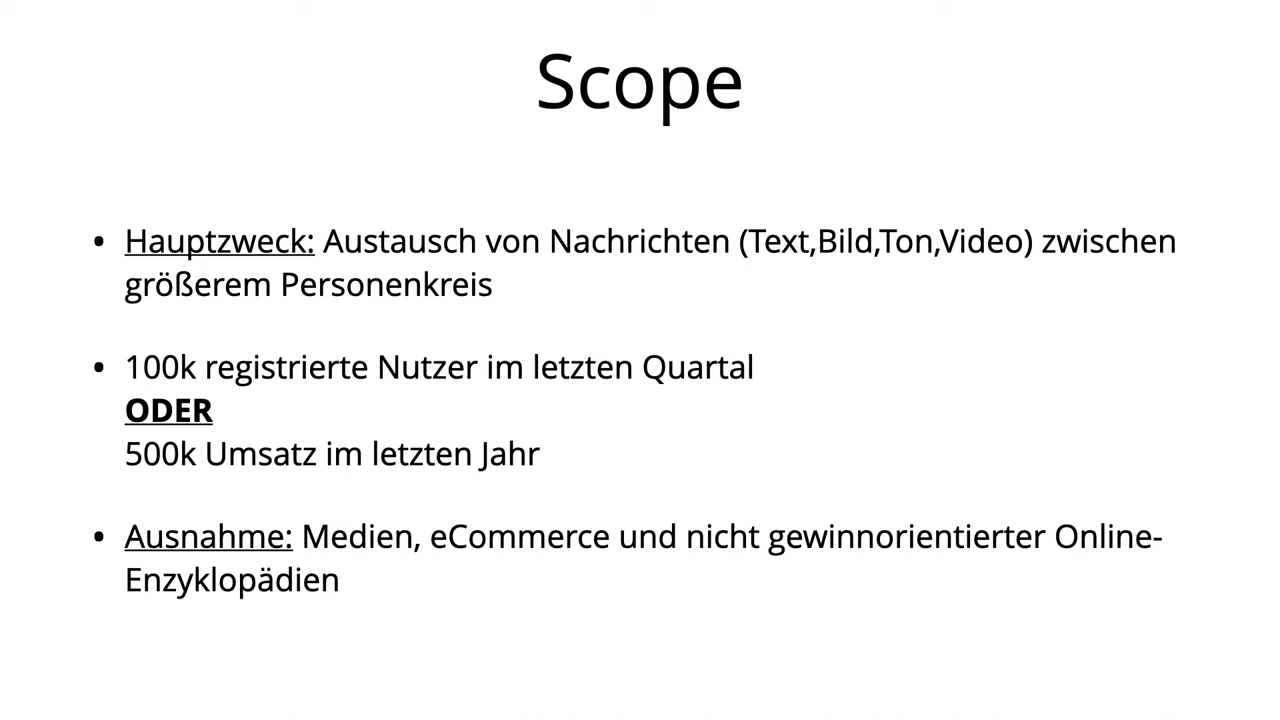 Scope
• Hauptzweck: Austausch von Nachrichten (Text,Bild,Ton,Video) zwischen
größerem Personenkreis
• 100k registrierte Nutzer im letzten Quartal
ODER
500k Umsatz im letzten Jahr
• Ausnahme: Medien, eCommerce und nicht gewinnorientierter Online-
Enzyklopädien